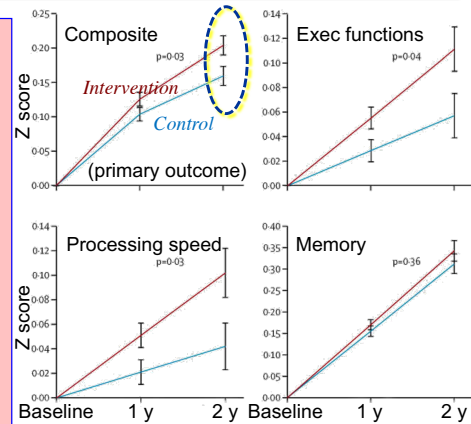 Composite
p=0·03
Intervention
Control
(primary outcome)
Z score
0·25
0·20
0·15
0·10
0·05
0·00
Exec functions
p=0·04
0·14
0·12
0·10
0·08
0·06
0·04
0·02
0·00
Processing speed
p=0·03
Z score
0·14
0·12
0·10
0·08
0·06
0·04
0·02
0·00
Baseline 1 y 2 y
Memory
p=0·36
0·40
0·35
0·30
0·25
0·20
0·15
0·10
0·05
0·00
Baseline 1 y 2 y